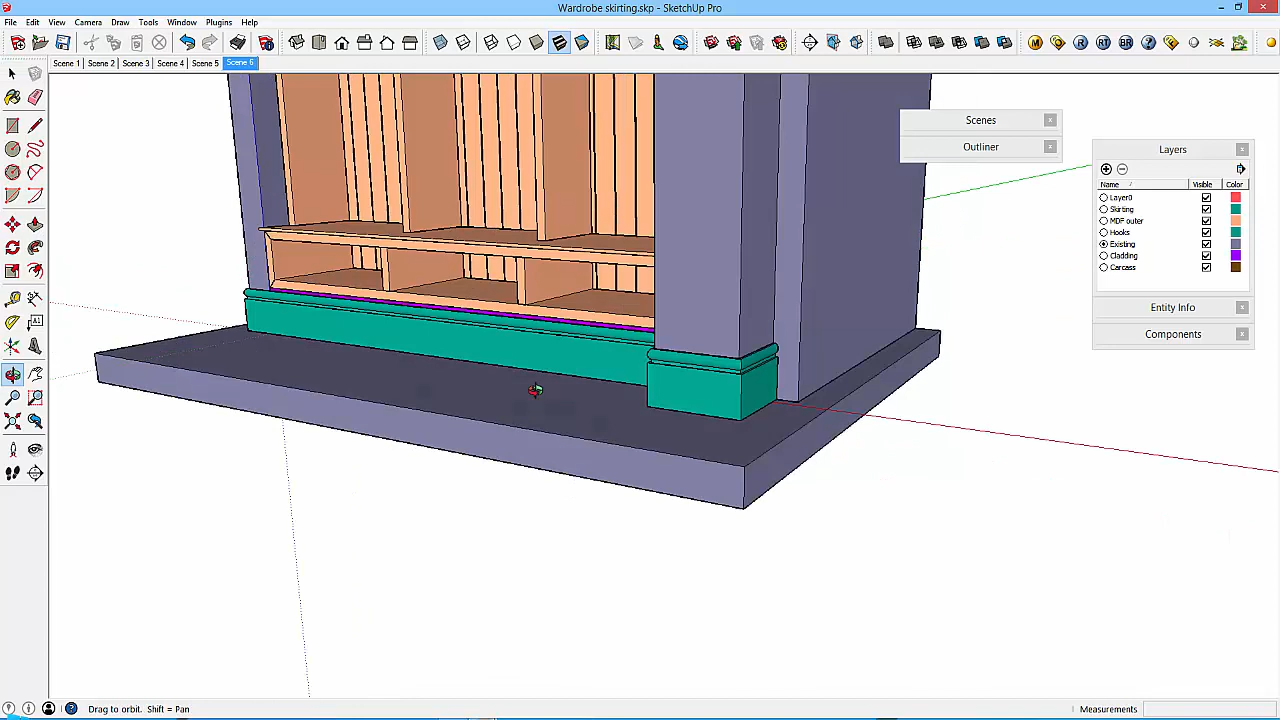 Wardrobe skirting.skp - SketchUp Pro
File Edit View Camera Draw Tools Window Plugins Help
M O R RT BR ?
Scene 1 Scene 2 Scene 3 Scene 4 Scene 5 Scene 6
Scenes
Outliner
Layers
Name Visible Color
Layer0
Skirting
MDF outer
Hooks
Existing
Cladding
Carcass
Entity Info
Components
Drag to orbit. Shift = Pan
Measurements